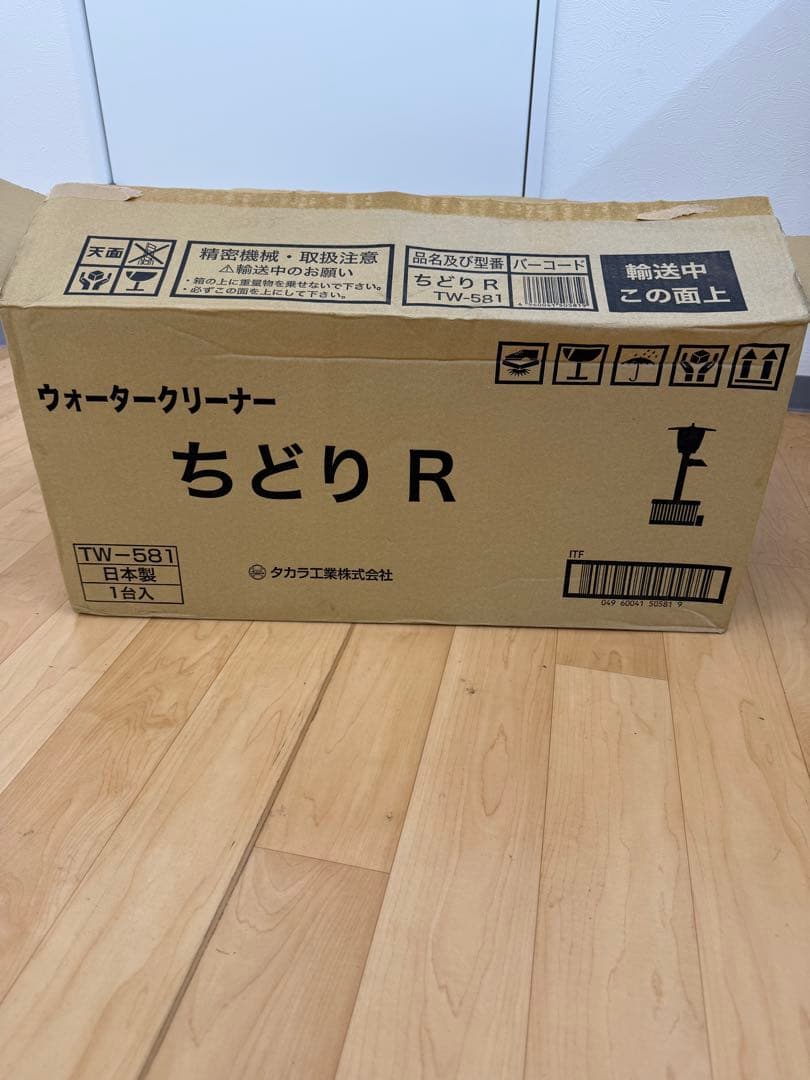 天面
精密機械・取扱注意
⚠輸送中のお願い
・箱の上に重量物を乗せないで下さい。
・必ずこの面を上にして下さい。
品名及び型番
ちどり R
TW-581
バーコード
4 960041 505819
輸送中
この面上
ウォータークリーナー
ちどり R
TW-581
日本製
1台入
タカラ工業株式会社
ITF
049 60041 50581 9